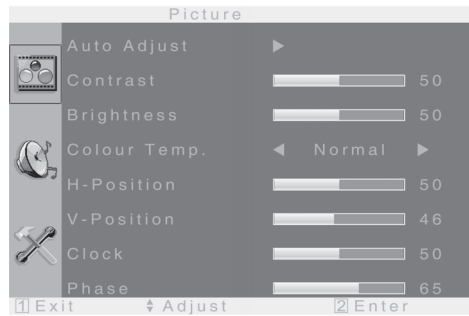 Picture
Auto Adjust
Contrast 50
Brightness 50
Colour Temp. Normal
H-Position 50
V-Position 46
Clock 50
Phase 65
1 Exit Adjust 2 Enter